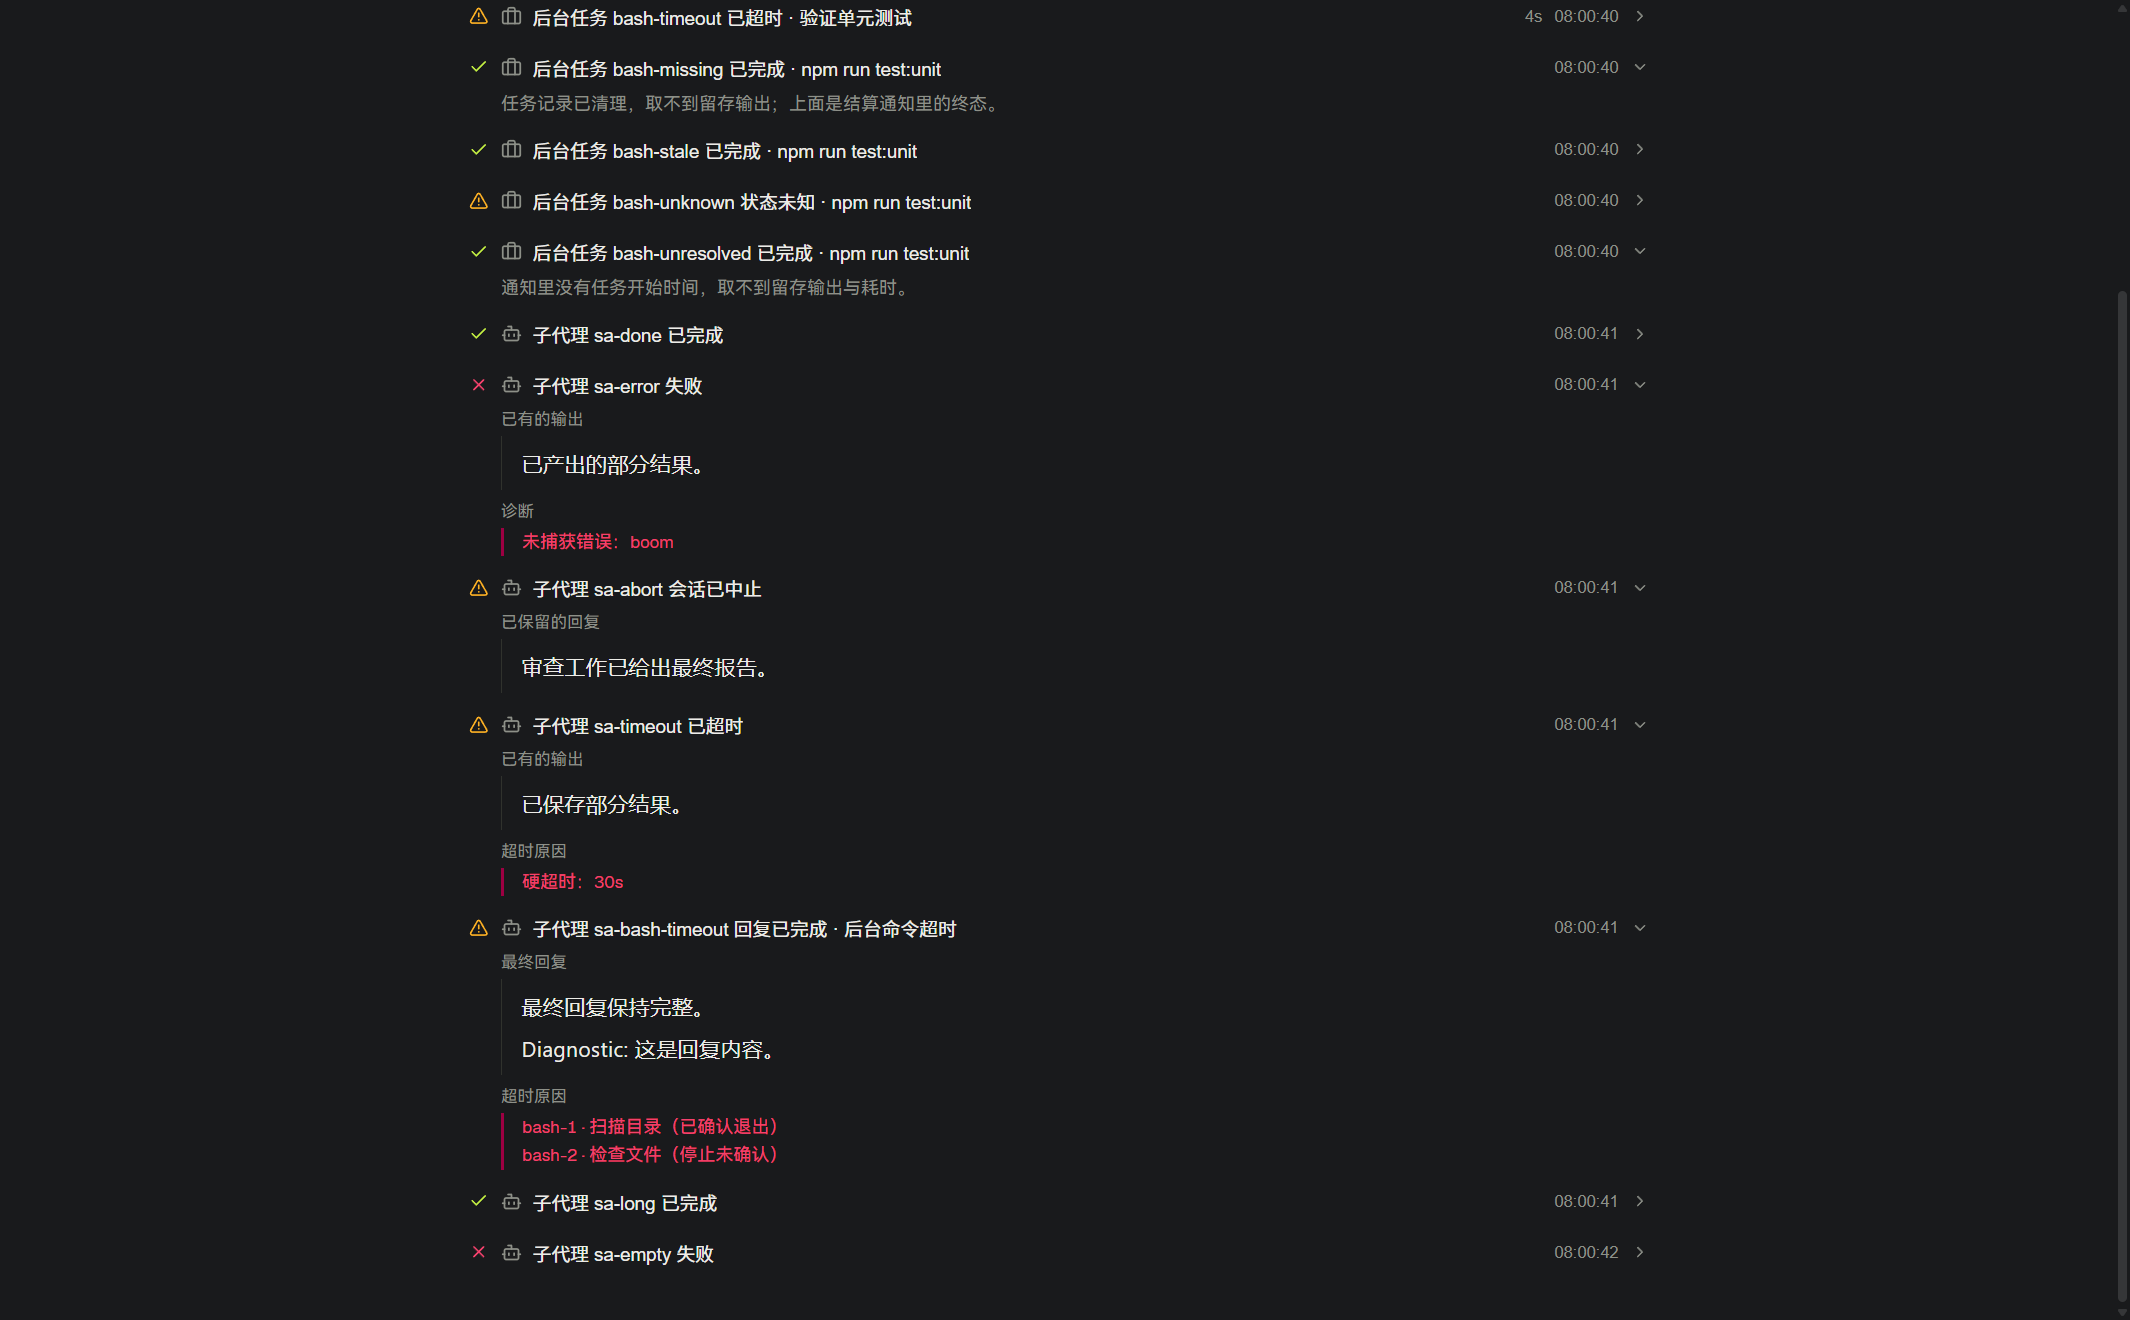 后台任务 bash-timeout 已超时 · 验证单元测试 4s 08:00:40
后台任务 bash-missing 已完成 · npm run test:unit 08:00:40
任务记录已清理，取不到留存输出；上面是结算通知里的终态。
后台任务 bash-stale 已完成 · npm run test:unit 08:00:40
后台任务 bash-unknown 状态未知 · npm run test:unit 08:00:40
后台任务 bash-unresolved 已完成 · npm run test:unit 08:00:40
通知里没有任务开始时间，取不到留存输出与耗时。
子代理 sa-done 已完成 08:00:41
子代理 sa-error 失败 08:00:41
已有的输出
已产出的部分结果。
诊断
未捕获错误：boom
子代理 sa-abort 会话已中止 08:00:41
已保留的回复
审查工作已给出最终报告。
子代理 sa-timeout 已超时 08:00:41
已有的输出
已保存部分结果。
超时原因
硬超时：30s
子代理 sa-bash-timeout 回复已完成 · 后台命令超时 08:00:41
最终回复
最终回复保持完整。
Diagnostic: 这是回复内容。
超时原因
bash-1 · 扫描目录（已确认退出）
bash-2 · 检查文件（停止未确认）
子代理 sa-long 已完成 08:00:41
子代理 sa-empty 失败 08:00:42